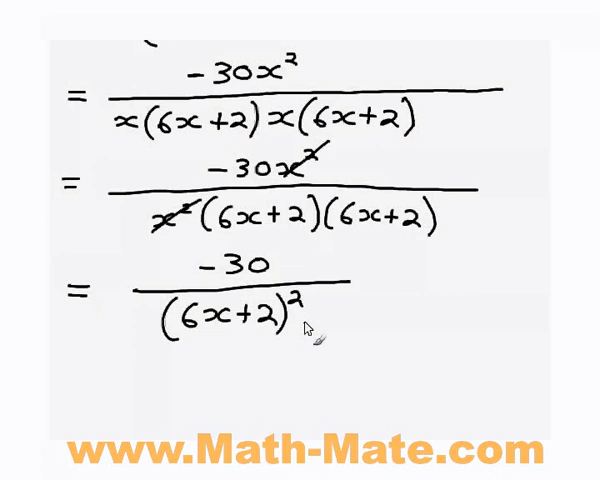 -30x²
= x(6x+2)x(6x+2)
-30x²
= x²(6x+2)(6x+2)
-30
= (6x+2)²
www.Math-Mate.com